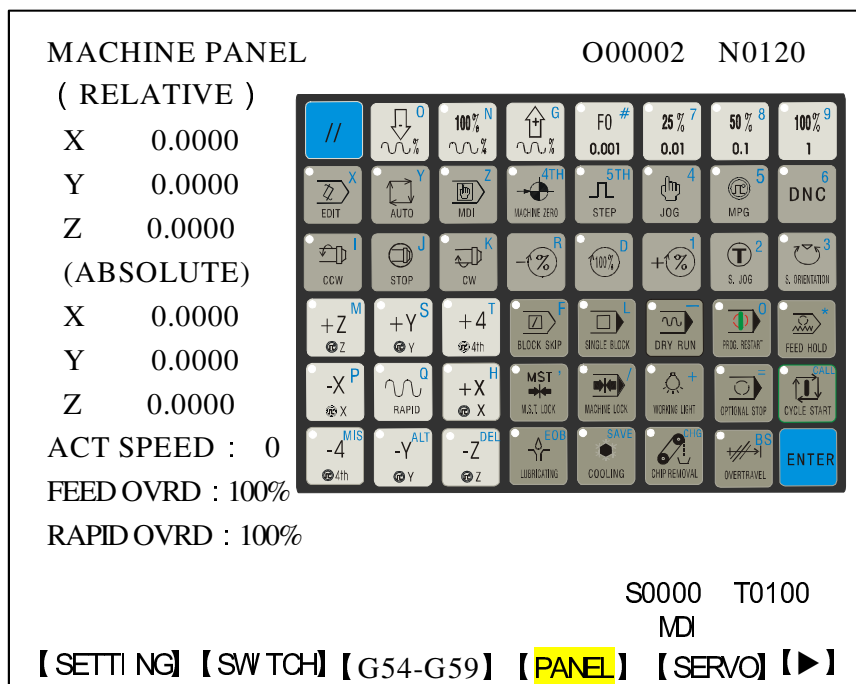 MACHINE PANEL O00002 N0120
( RELATIVE )
X 0.0000
Y 0.0000
Z 0.0000
(ABSOLUTE)
X 0.0000
Y 0.0000
Z 0.0000
ACT SPEED : 0
FEED OVRD : 100%
RAPID OVRD : 100%
// O % 100% N % G % F0 # 25% 7 50% 8 100% 9
0.001 0.01 0.1 1
X Y Z 4TH 5TH 4 5 6
EDIT AUTO MDI MACHINE ZERO STEP JOG MPG DNC
I J K R D 1 2 3
-% 100% +% T
CCW STOP CW S. JOG S. ORIENTATION
M S T F L — 0 *
+Z +Y +4
Z Y 4th BLOCK SKIP SINGLE BLOCK DRY RUN PROG. RESTART FEED HOLD
P Q H ' / + = CALL
-X +X MST
X RAPID X M.S.T. LOCK MACHINE LOCK WORKING LIGHT OPTIONAL STOP CYCLE START
MIS ALT DEL EOB SAVE CHG BS
-4 -Y -Z ENTER
4th Y Z LUBRICATING COOLING CHIP REMOVAL OVERTRAVEL
S0000 T0100
MDI
【SETTING】【SWITCH】【G54-G59】【PANEL】【SERVO】【▶】